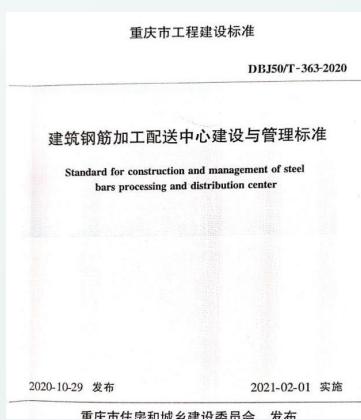 重庆市工程建设标准
DBJ50/T-363-2020
建筑钢筋加工配送中心建设与管理标准
Standard for construction and management of steel
bars processing and distribution center
2020-10-29 发布 2021-02-01 实施
重庆市住房和城乡建设委员会 发布